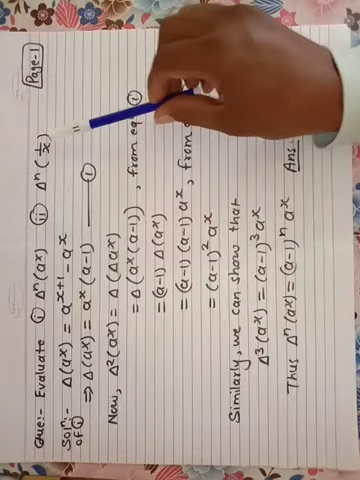 Page-1
Que:- Evaluate ⓘ Δⁿ(aˣ) ⓘⓘ Δⁿ(1/x)
Solⁿ:- of ⓘ Δ(aˣ) = aˣ⁺¹ - aˣ
⇒ Δ(aˣ) = aˣ(a-1) —— ①
Now, Δ²(aˣ) = Δ(Δaˣ)
= Δ(aˣ(a-1)), from eq ①
= (a-1) Δ(aˣ)
= (a-1)(a-1)aˣ, from
= (a-1)² aˣ
Similarly, we can show that
Δ³(aˣ) = (a-1)³ aˣ
Thus Δⁿ(aˣ) = (a-1)ⁿ aˣ Ans.